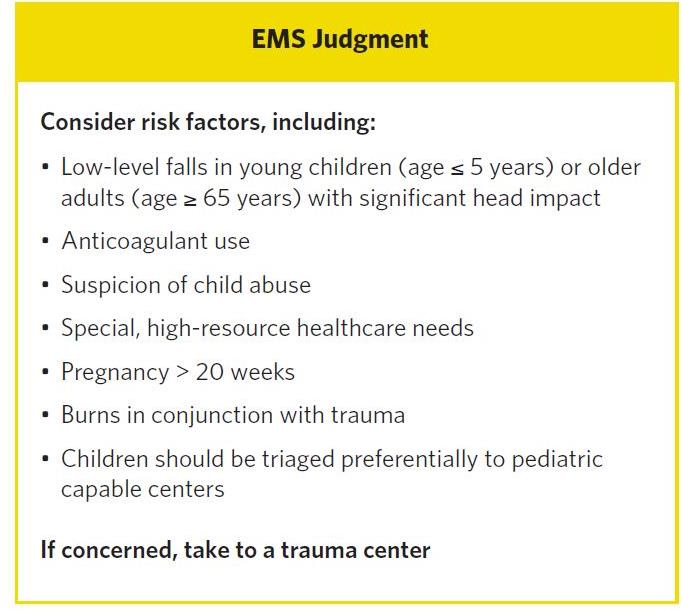 EMS Judgment
Consider risk factors, including:
• Low-level falls in young children (age ≤ 5 years) or older
adults (age ≥ 65 years) with significant head impact
• Anticoagulant use
• Suspicion of child abuse
• Special, high-resource healthcare needs
• Pregnancy > 20 weeks
• Burns in conjunction with trauma
• Children should be triaged preferentially to pediatric
capable centers
If concerned, take to a trauma center